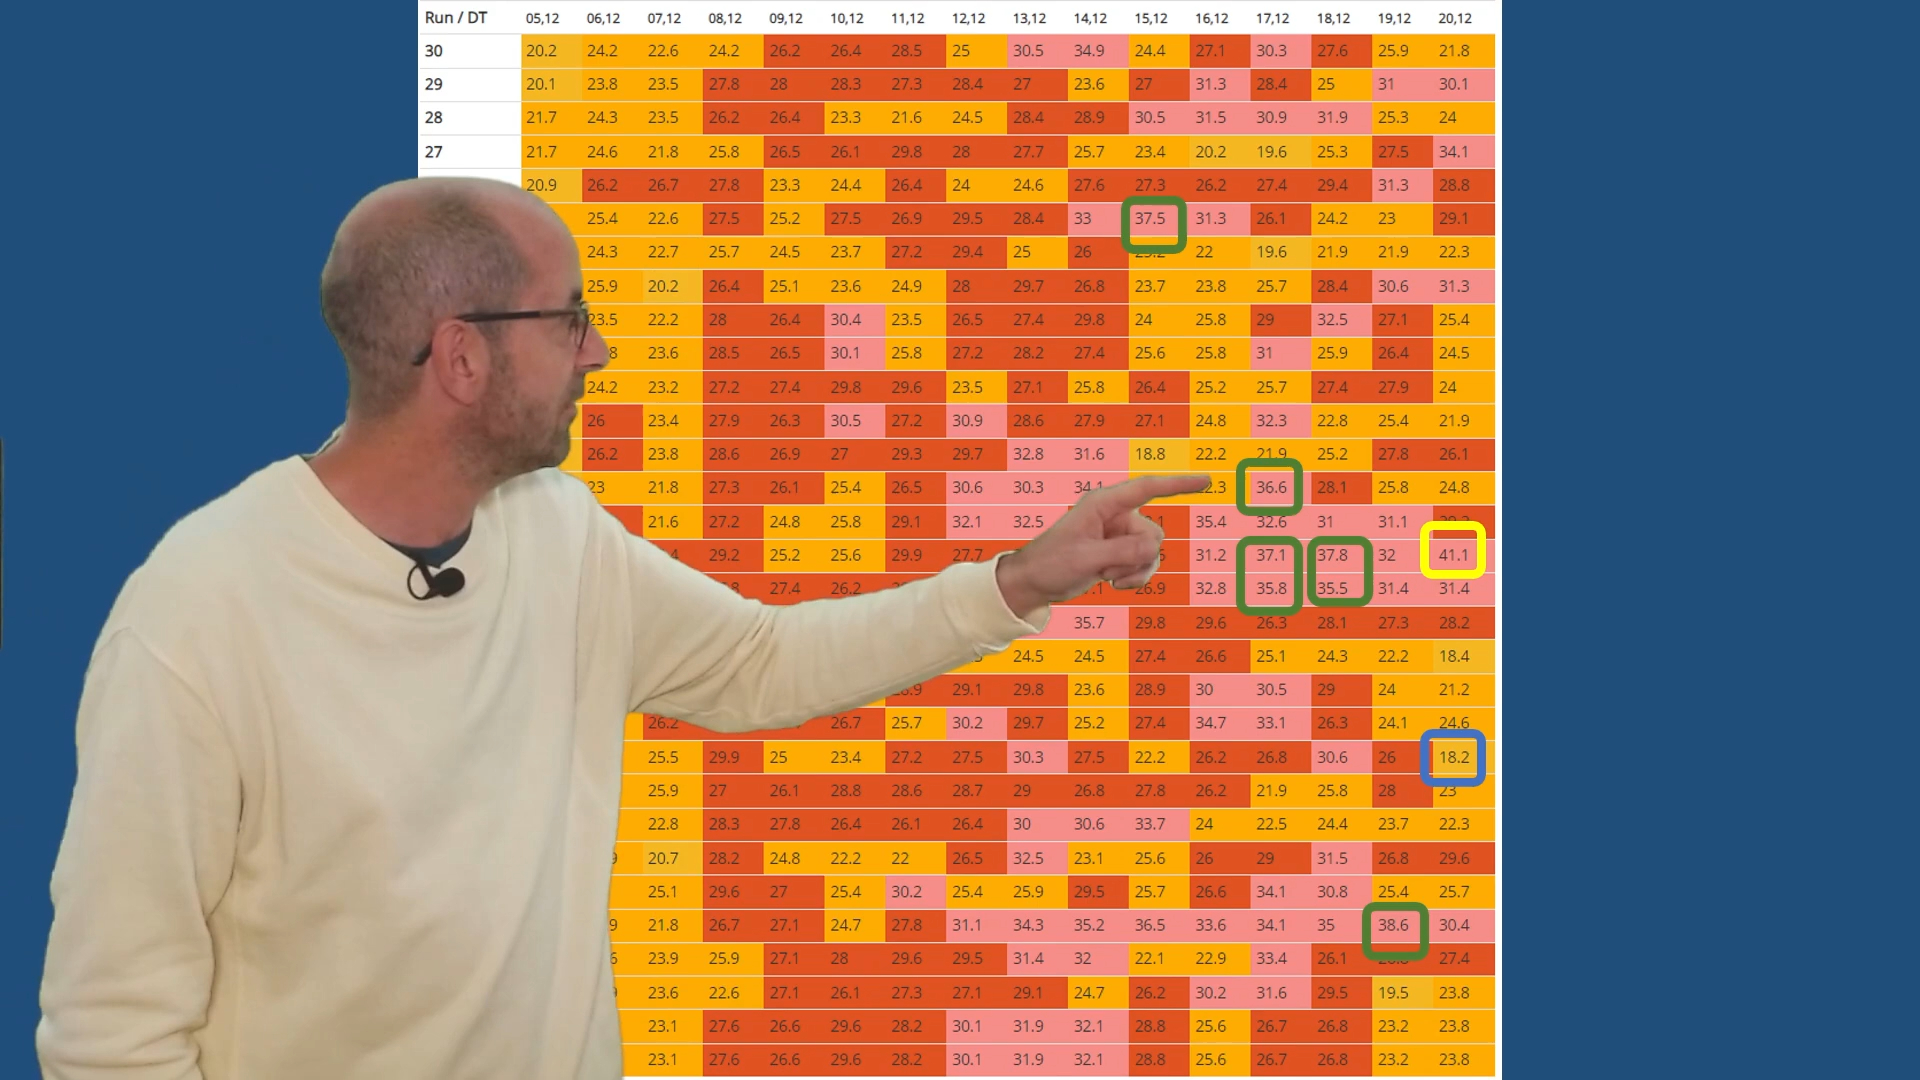 Run / DT 05,12 06,12 07,12 08,12 09,12 10,12 11,12 12,12 13,12 14,12 15,12 16,12 17,12 18,12 19,12 20,12
30 20.2 24.2 22.6 24.2 26.2 26.4 28.5 25 30.5 34.9 24.4 27.1 30.3 27.6 25.9 21.8
29 20.1 23.8 23.5 27.8 28 28.3 27.3 28.4 27 23.6 27 31.3 28.4 25 31 30.1
28 21.7 24.3 23.5 26.2 26.4 23.3 21.6 24.5 28.4 28.9 30.5 31.5 30.9 31.9 25.3 24
27 21.7 24.6 21.8 25.8 26.5 26.1 29.8 28 27.7 25.7 23.4 20.2 19.6 25.3 27.5 34.1
20.9 26.2 26.7 27.8 23.3 24.4 26.4 24 24.6 27.6 27.3 26.2 27.4 29.4 31.3 28.8
25.4 22.6 27.5 25.2 27.5 26.9 29.5 28.4 33 37.5 31.3 26.1 24.2 23 29.1
24.3 22.7 25.7 24.5 23.7 27.2 29.4 25 26 22 19.6 21.9 21.9 22.3
25.9 20.2 26.4 25.1 23.6 24.9 28 29.7 26.8 23.7 23.8 25.7 28.4 30.6 31.3
23.5 22.2 28 26.4 30.4 23.5 26.5 27.4 29.8 24 25.8 29 32.5 27.1 25.4
8 23.6 28.5 26.5 30.1 25.8 27.2 28.2 27.4 25.6 25.8 31 25.9 26.4 24.5
24.2 23.2 27.2 27.4 29.8 29.6 23.5 27.1 25.8 26.4 25.2 25.7 27.4 27.9 24
26 23.4 27.9 26.3 30.5 27.2 30.9 28.6 27.9 27.1 24.8 32.3 22.8 25.4 21.9
26.2 23.8 28.6 26.9 27 29.3 29.7 32.8 31.6 18.8 22.2 21.9 25.2 27.8 26.1
23 21.8 27.3 26.1 25.4 26.5 30.6 30.3 34.1 36.6 28.1 25.8 24.8
21.6 27.2 24.8 25.8 29.1 32.1 32.5 35.4 32.6 31 31.1
29.2 25.2 25.6 29.9 27.7 31.2 37.1 37.8 32 41.1
27.4 26.2 26.9 32.8 35.8 35.5 31.4 31.4
35.7 29.8 29.6 26.3 28.1 27.3 28.2
24.5 24.5 27.4 26.6 25.1 24.3 22.2 18.4
29.1 29.8 23.6 28.9 30 30.5 29 24 21.2
26.2 26.7 25.7 30.2 29.7 25.2 27.4 34.7 33.1 26.3 24.1 24.6
25.5 29.9 25 23.4 27.2 27.5 30.3 27.5 22.2 26.2 26.8 30.6 26 18.2
25.9 27 26.1 28.8 28.6 28.7 29 26.8 27.8 26.2 21.9 25.8 28 23
22.8 28.3 27.8 26.4 26.1 26.4 30 30.6 33.7 24 22.5 24.4 23.7 22.3
9 20.7 28.2 24.8 22.2 22 26.5 32.5 23.1 25.6 26 29 31.5 26.8 29.6
25.1 29.6 27 25.4 30.2 25.4 25.9 29.5 25.7 26.6 34.1 30.8 25.4 25.7
9 21.8 26.7 27.1 24.7 27.8 31.1 34.3 35.2 36.5 33.6 34.1 35 38.6 30.4
6 23.9 25.9 27.1 28 29.6 29.5 31.4 32 22.1 22.9 33.4 26.1 27.4
9 23.6 22.6 27.1 26.1 27.3 27.1 29.1 24.7 26.2 30.2 31.6 29.5 19.5 23.8
23.1 27.6 26.6 29.6 28.2 30.1 31.9 32.1 28.8 25.6 26.7 26.8 23.2 23.8
23.1 27.6 26.6 29.6 28.2 30.1 31.9 32.1 28.8 25.6 26.7 26.8 23.2 23.8